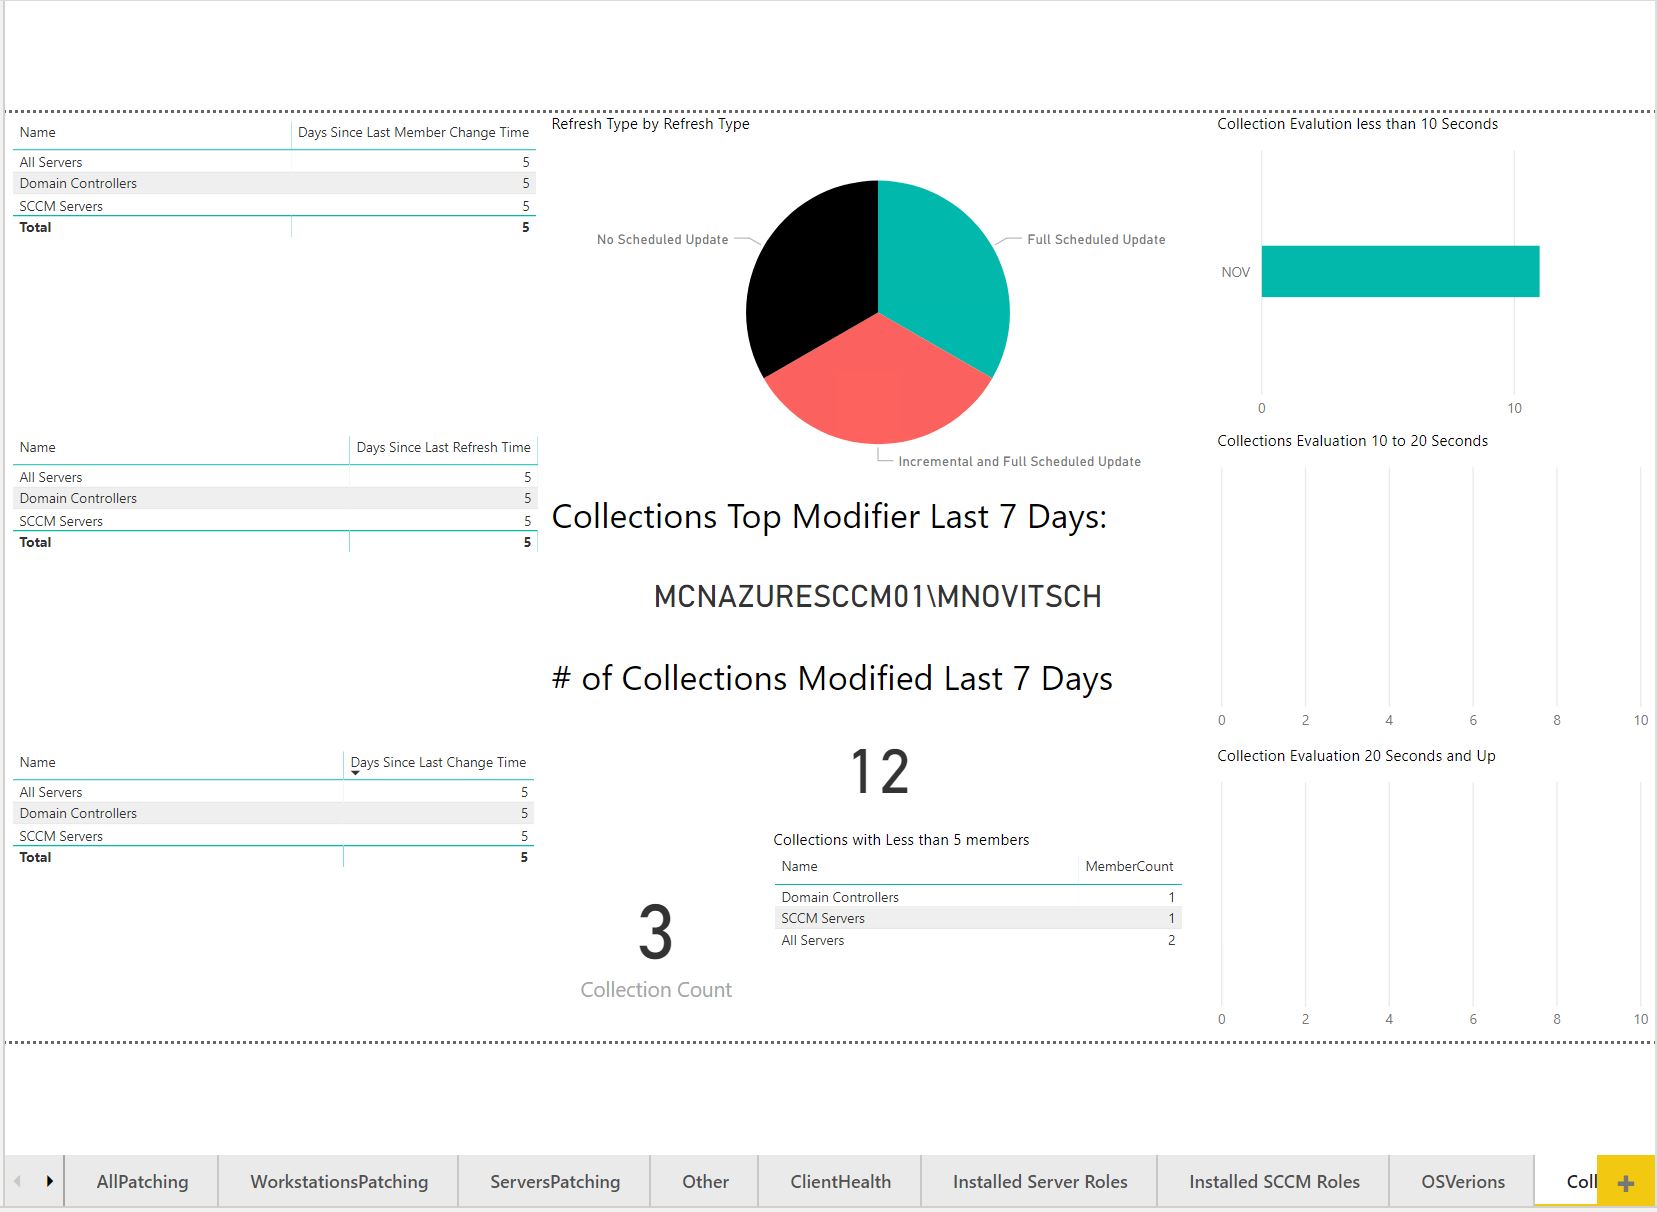 Name Days Since Last Member Change Time
All Servers 5
Domain Controllers 5
SCCM Servers 5
Total 5
Name Days Since Last Refresh Time
All Servers 5
Domain Controllers 5
SCCM Servers 5
Total 5
Name Days Since Last Change Time
All Servers 5
Domain Controllers 5
SCCM Servers 5
Total 5
Refresh Type by Refresh Type
No Scheduled Update
Full Scheduled Update
Incremental and Full Scheduled Update
Collections Top Modifier Last 7 Days:
MCNAZURESCCM01\MNOVITSCH
# of Collections Modified Last 7 Days
12
3
Collection Count
Collections with Less than 5 members
Name MemberCount
Domain Controllers 1
SCCM Servers 1
All Servers 2
Collection Evalution less than 10 Seconds
NOV
0 10
Collections Evaluation 10 to 20 Seconds
0 2 4 6 8 10
Collection Evaluation 20 Seconds and Up
0 2 4 6 8 10
AllPatching WorkstationsPatching ServersPatching Other ClientHealth Installed Server Roles Installed SCCM Roles OSVerions Coll